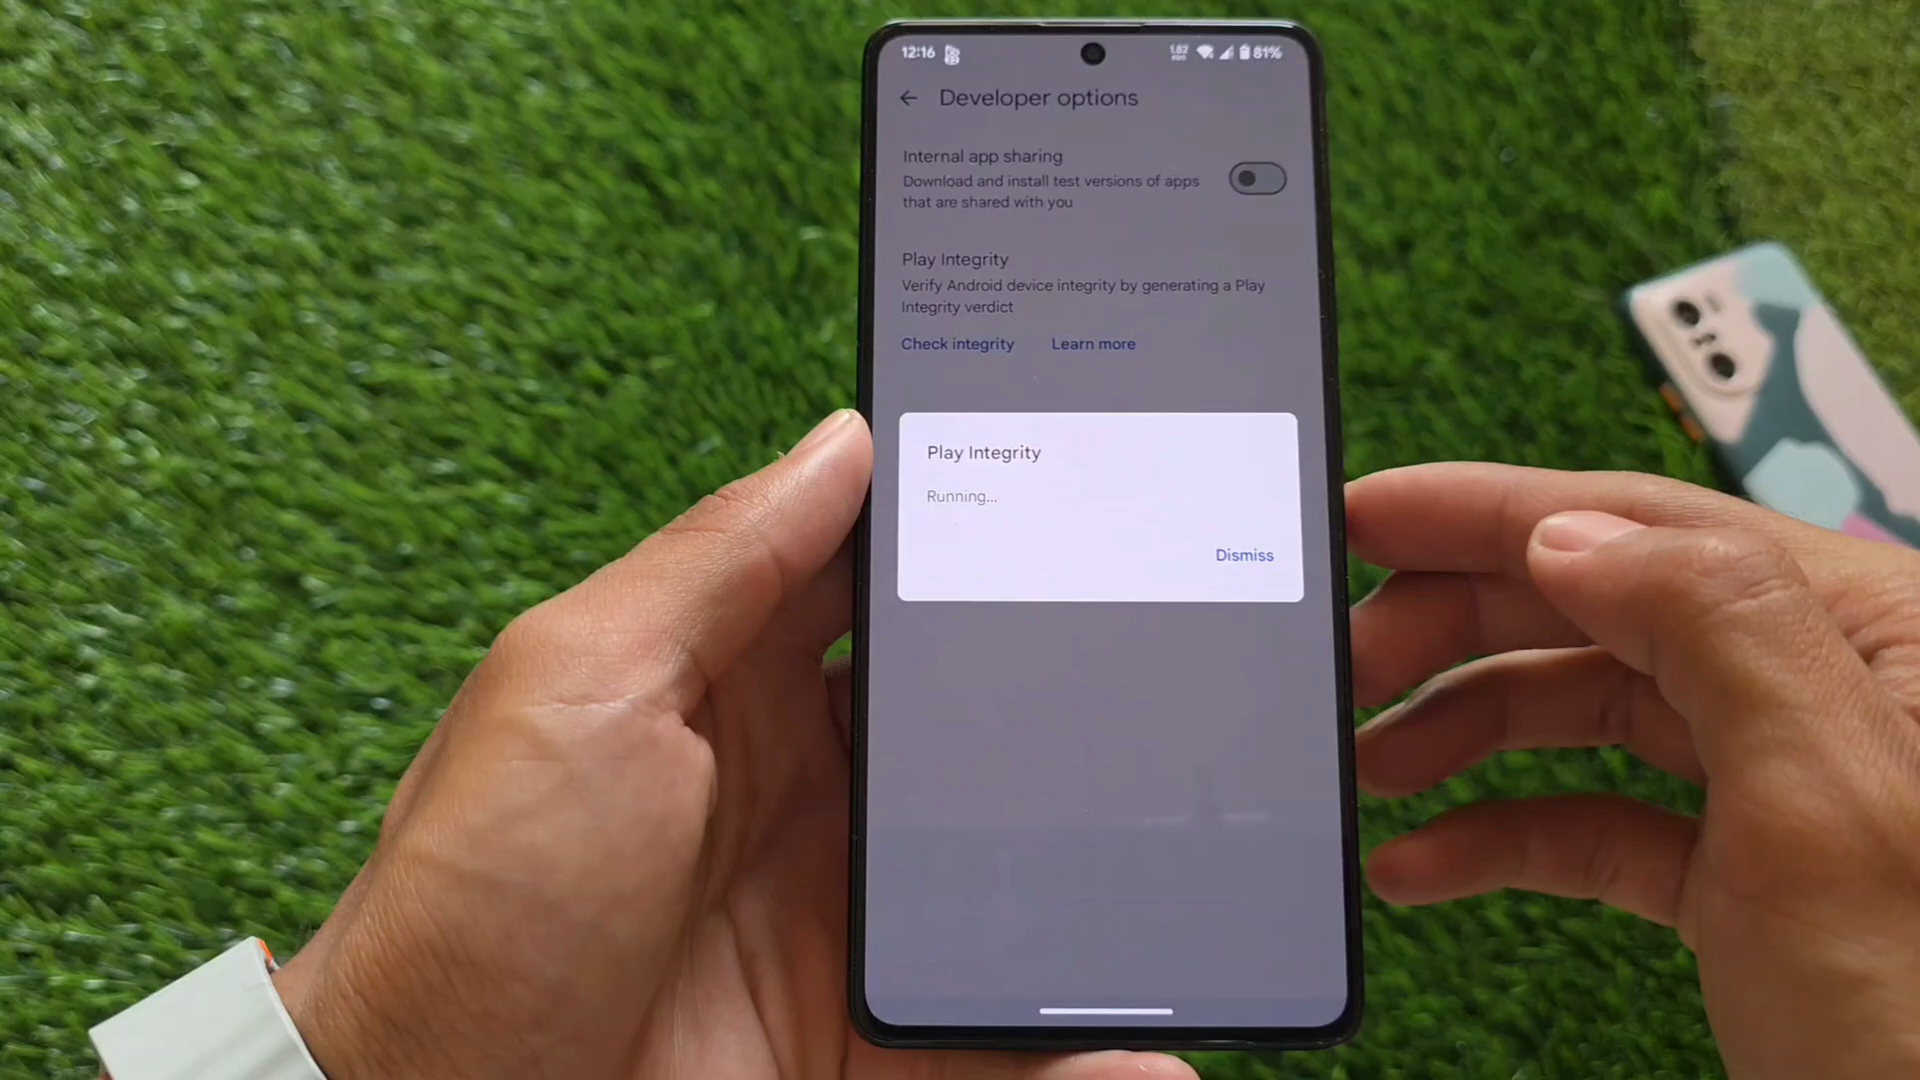 12:16 1.82 81%
Developer options
Internal app sharing
Download and install test versions of apps
that are shared with you
Play Integrity
Verify Android device integrity by generating a Play
Integrity verdict
Check integrity Learn more
Play Integrity
Running...
Dismiss